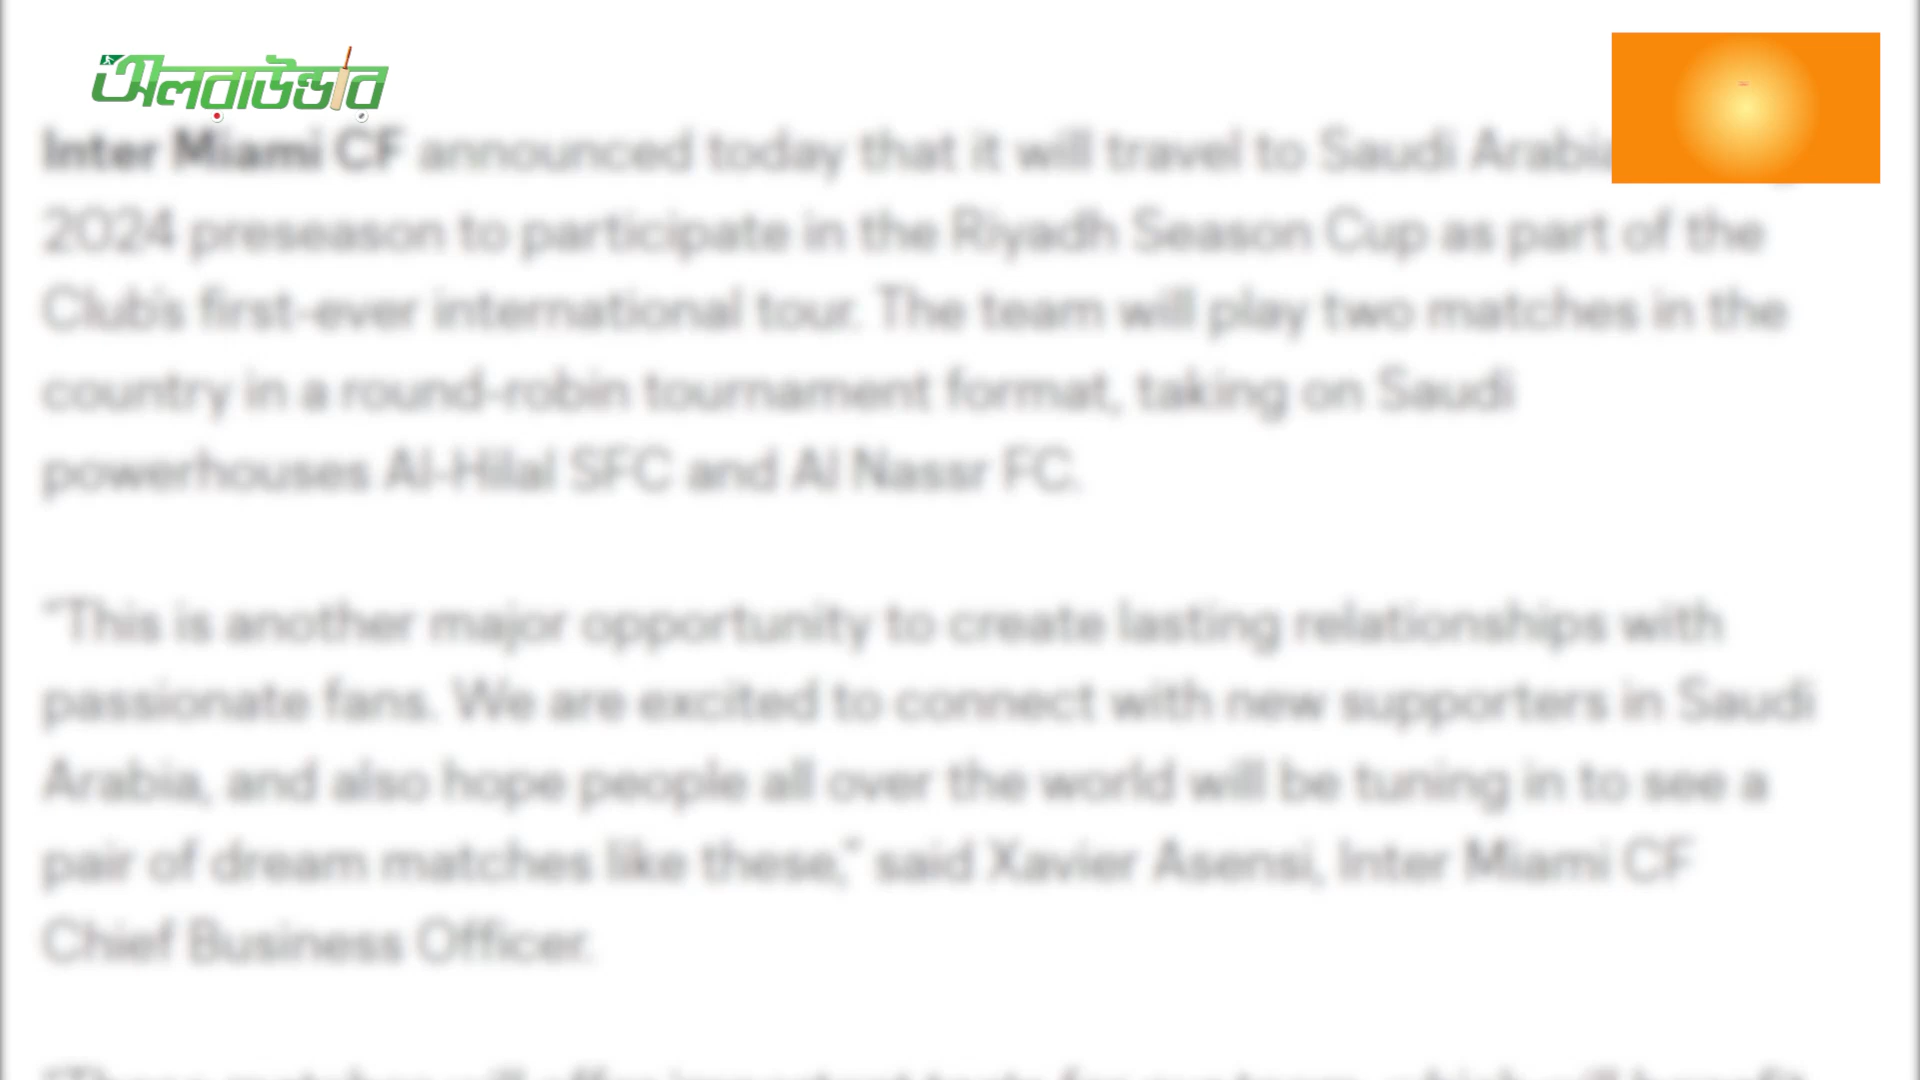 অলরাউন্ডার
Inter Miami CF announced today that it will travel to Saudi Arabia
2024 preseason to participate in the Riyadh Season Cup as part of the
Club's first-ever international tour. The team will play two matches in the
country in a round-robin tournament format, taking on Saudi
powerhouses Al-Hilal SFC and Al Nassr FC.
"This is another major opportunity to create lasting relationships with
passionate fans. We are excited to connect with new supporters in Saudi
Arabia, and also hope people all over the world will be tuning in to see a
pair of dream matches like these," said Xavier Asensi, Inter Miami CF
Chief Business Officer.